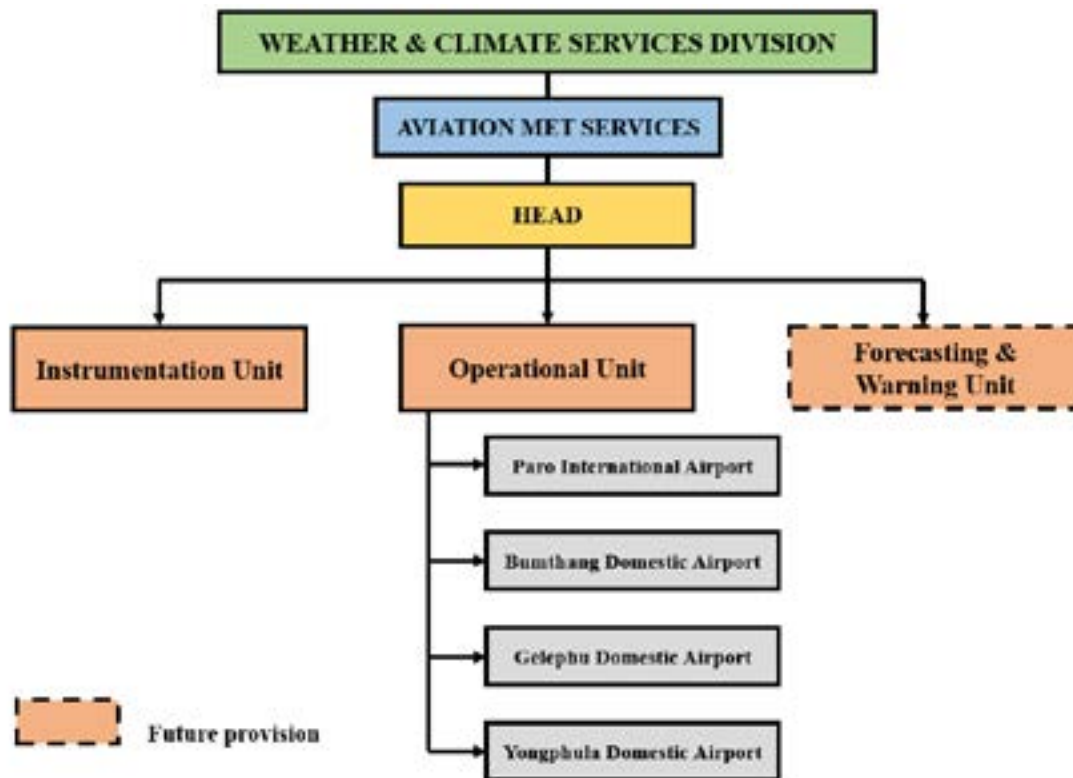 WEATHER & CLIMATE SERVICES DIVISION
AVIATION MET SERVICES
HEAD
Instrumentation Unit
Operational Unit
Forecasting &
Warning Unit
Paro International Airport
Bumthang Domestic Airport
Gelephu Domestic Airport
Yongphula Domestic Airport
Future provision